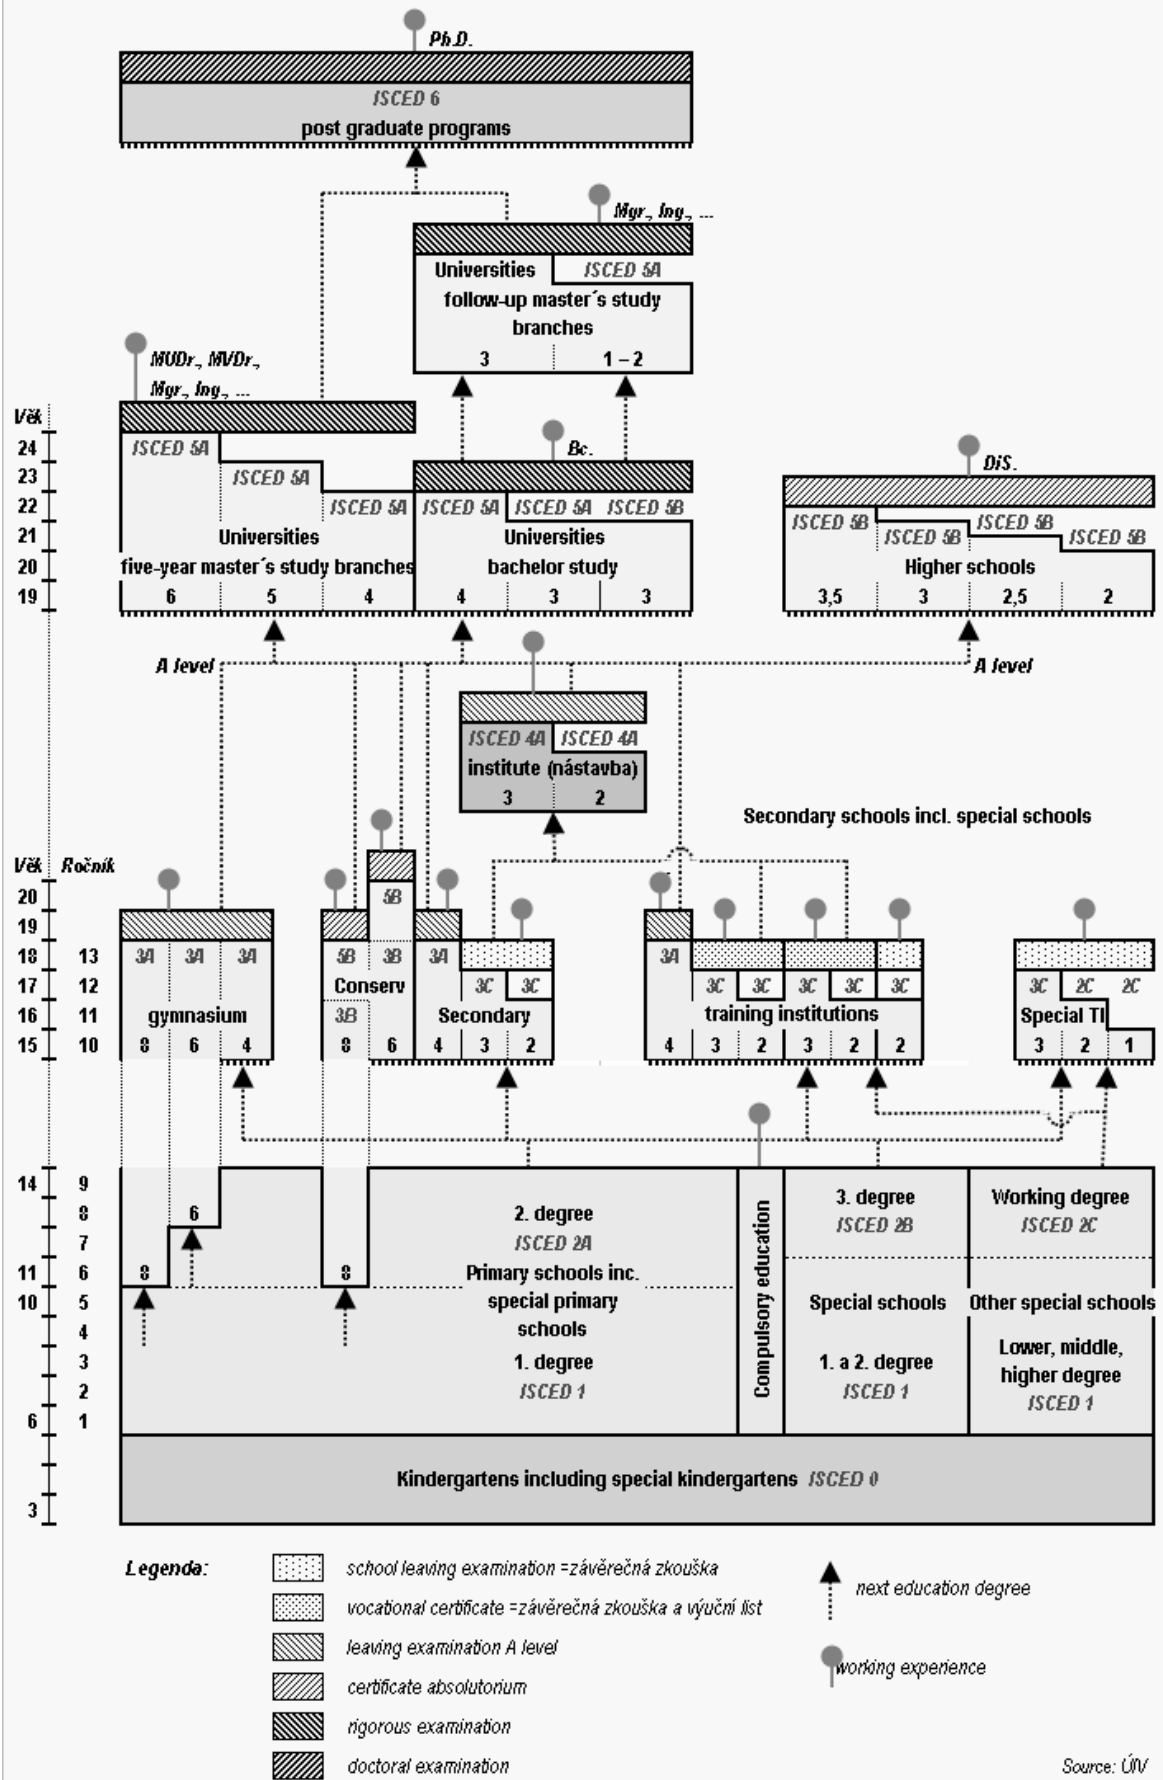 Ph.D.
ISCED 6
post graduate programs
Mgr., Ing., ...
Universities ISCED 5A
follow-up master´s study
branches
3 1 – 2
MUDr., MVDr.,
Mgr., Ing., ...
Věk
24 ISCED 5A Bc. DiS.
23 ISCED 5A
22 ISCED 5A ISCED 5A ISCED 5A ISCED 5B ISCED 5B ISCED 5B
21 Universities Universities ISCED 5B ISCED 5B
20 five-year master´s study branches bachelor study Higher schools
19 6 5 4 4 3 3 3,5 3 2,5 2
A level A level
ISCED 4A ISCED 4A
institute (nástavba)
3 2
Secondary schools incl. special schools
Věk Ročník
20 5B
19
18 13 3A 3A 3A 5B 3B 3A 3A
17 12 Conserv 3C 3C 3C 3C 3C 3C 3C 3C 2C 2C
16 11 gymnasium 3B Secondary training institutions Special TI
15 10 8 6 4 8 6 4 3 2 4 3 2 3 2 2 3 2 1
14 9 3. degree Working degree
8 6 2. degree ISCED 2B ISCED 2C
7 ISCED 2A
11 6 8 8 Primary schools inc.
10 5 special primary Special schools Other special schools
4 schools
Compulsory education
3 1. degree 1. a 2. degree Lower, middle,
higher degree
2 ISCED 1 ISCED 1 ISCED 1
6 1
Kindergartens including special kindergartens ISCED 0
3
Legenda:
school leaving examination =závěrečná zkouška
vocational certificate =závěrečná zkouška a výuční list
leaving examination A level
certificate absolutorium
rigorous examination
doctoral examination
next education degree
working experience
Source: ÚIV